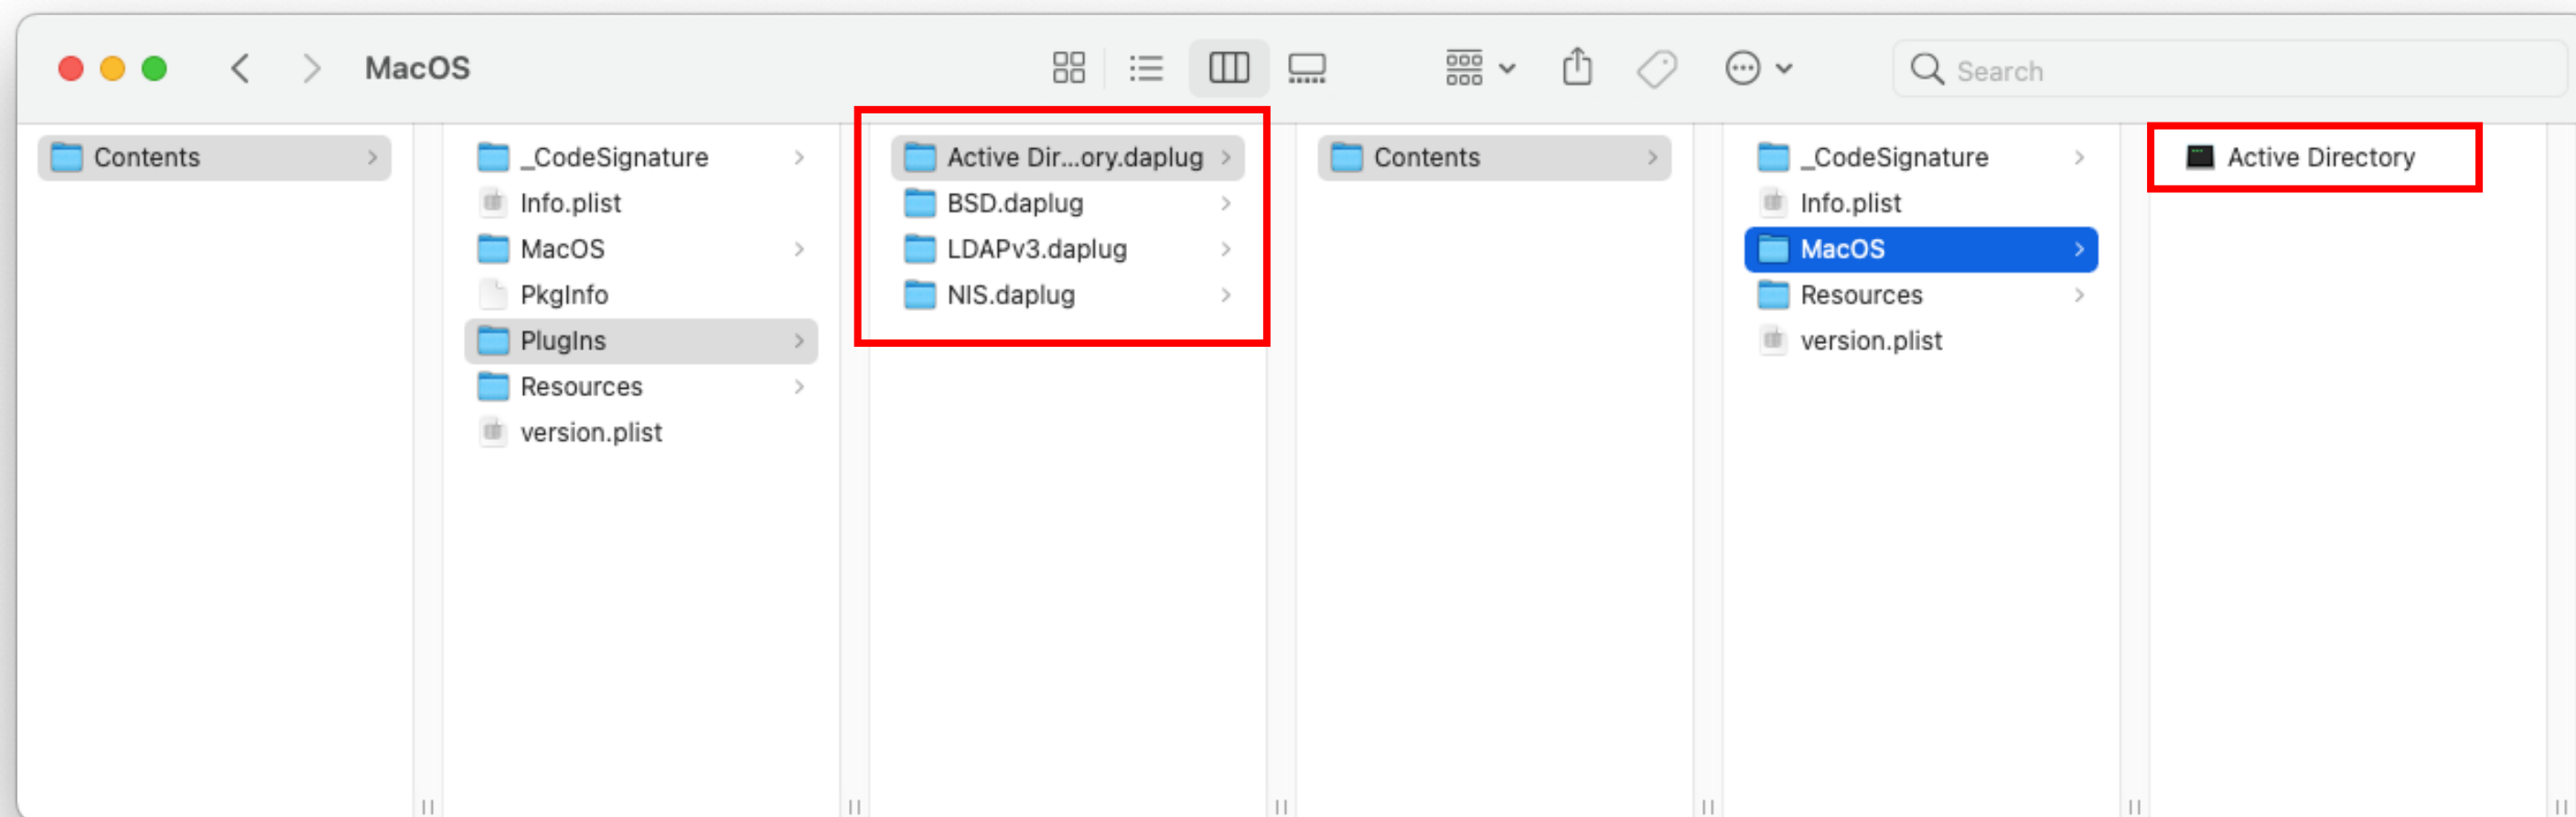 MacOS
Search
Contents
_CodeSignature
Info.plist
MacOS
PkgInfo
PlugIns
Resources
version.plist
Active Dir...ory.daplug
BSD.daplug
LDAPv3.daplug
NIS.daplug
Contents
_CodeSignature
Info.plist
MacOS
Resources
version.plist
Active Directory